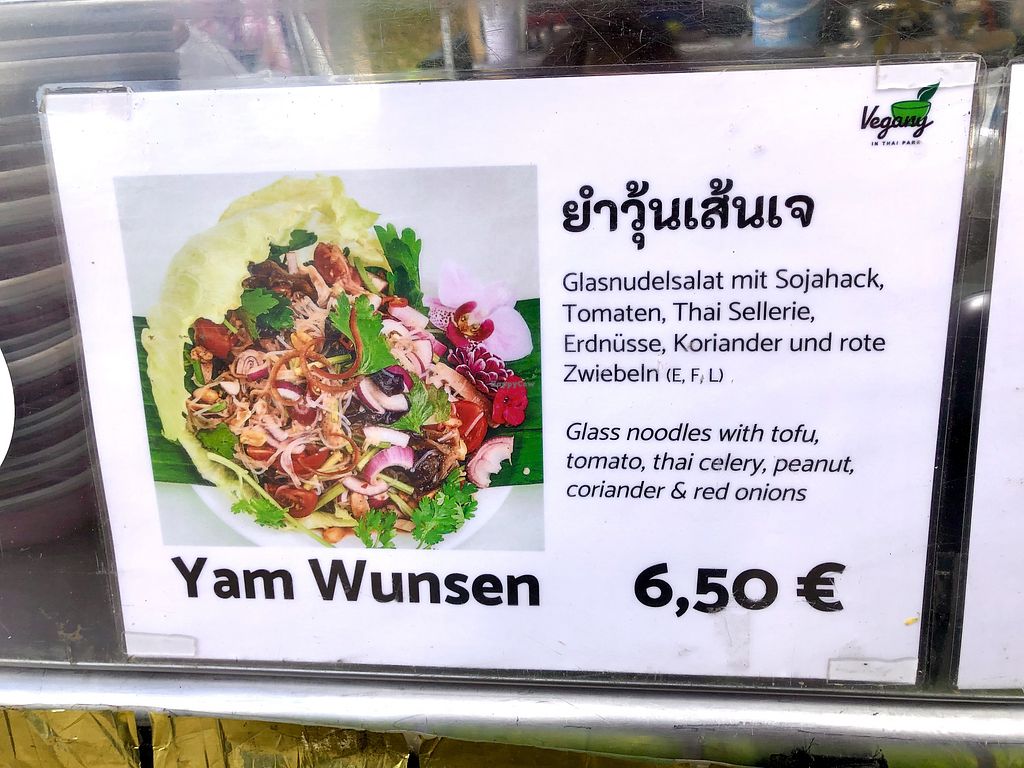 Vegany
IN THAI PARK
ยำวุ้นเส้นเจ
Glasnudelsalat mit Sojahack,
Tomaten, Thai Sellerie,
Erdnüsse, Koriander und rote
Zwiebeln (E, F, L)
Glass noodles with tofu,
tomato, thai celery, peanut,
coriander & red onions
HappyCow
Yam Wunsen
6,50 €